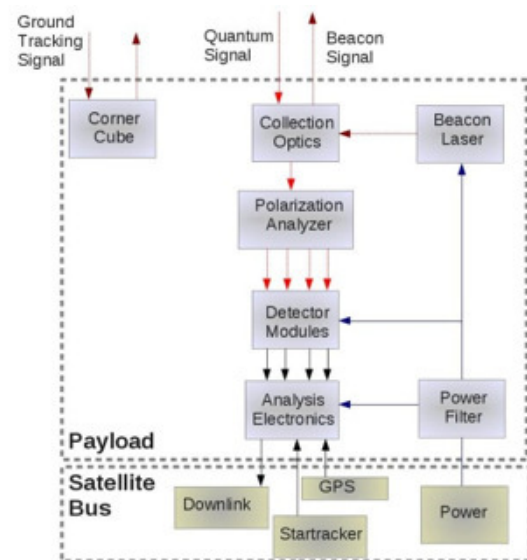 Ground
Tracking
Signal
Quantum
Signal
Beacon
Signal
Corner
Cube
Collection
Optics
Beacon
Laser
Polarization
Analyzer
Detector
Modules
Analysis
Electronics
Power
Filter
Payload
Satellite
Bus
Downlink
GPS
Startracker
Power